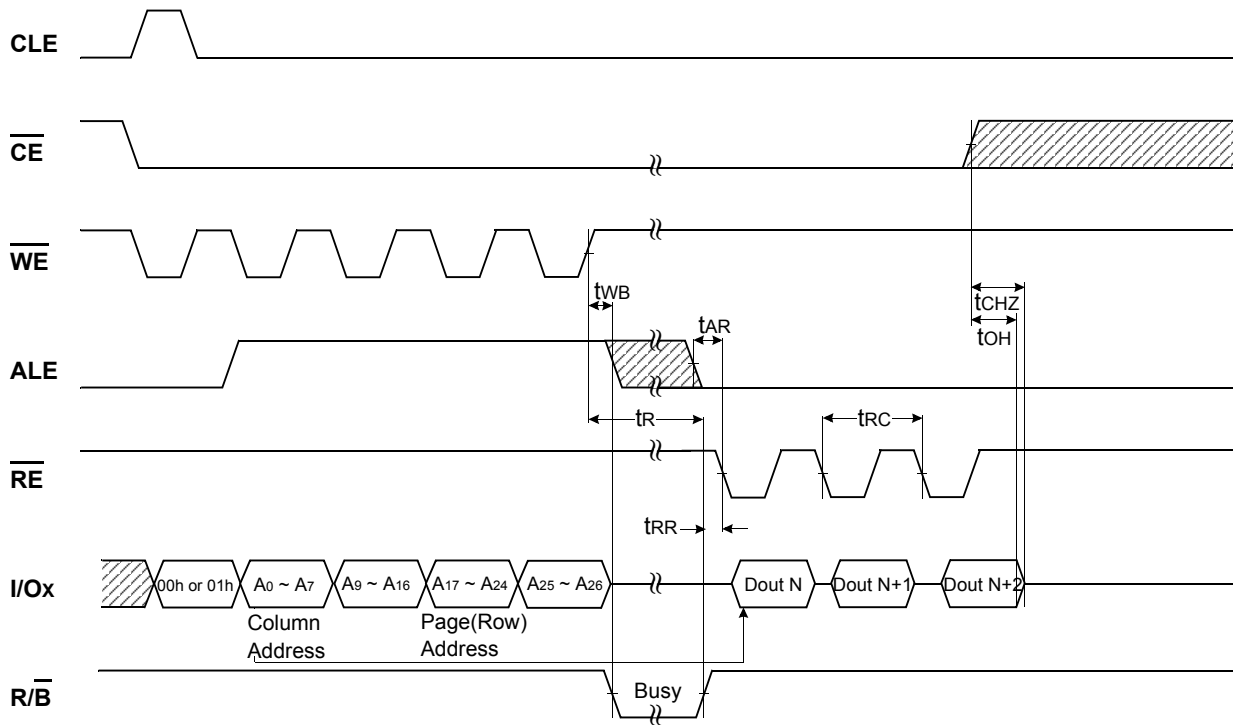 CLE
CE
WE
tWB
tCHZ
tAR
tOH
ALE
tR
tRC
RE
tRR
I/Ox
00h or 01h
A0 ~ A7
A9 ~ A16
A17 ~ A24
A25 ~ A26
Dout N
Dout N+1
Dout N+2
Column
Address
Page(Row)
Address
R/B
Busy